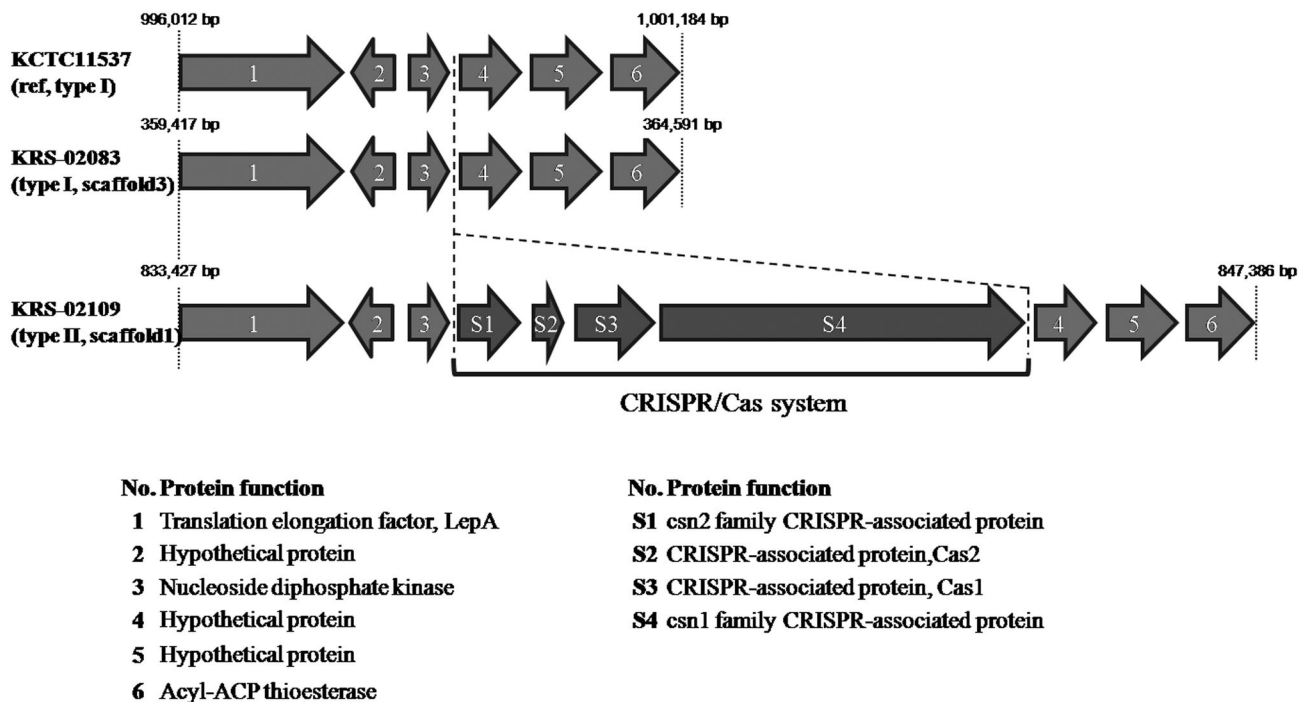 996,012 bp 1,001,184 bp
KCTC11537
(ref, type I)
1 2 3 4 5 6
359,417 bp 364,591 bp
KRS-02083
(type I, scaffold3)
1 2 3 4 5 6
833,427 bp 847,386 bp
KRS-02109
(type II, scaffold1)
1 2 3 S1 S2 S3 S4 4 5 6
CRISPR/Cas system
No. Protein function
1 Translation elongation factor, LepA
2 Hypothetical protein
3 Nucleoside diphosphate kinase
4 Hypothetical protein
5 Hypothetical protein
6 Acyl-ACP thioesterase
No. Protein function
S1 csn2 family CRISPR-associated protein
S2 CRISPR-associated protein,Cas2
S3 CRISPR-associated protein, Cas1
S4 csn1 family CRISPR-associated protein